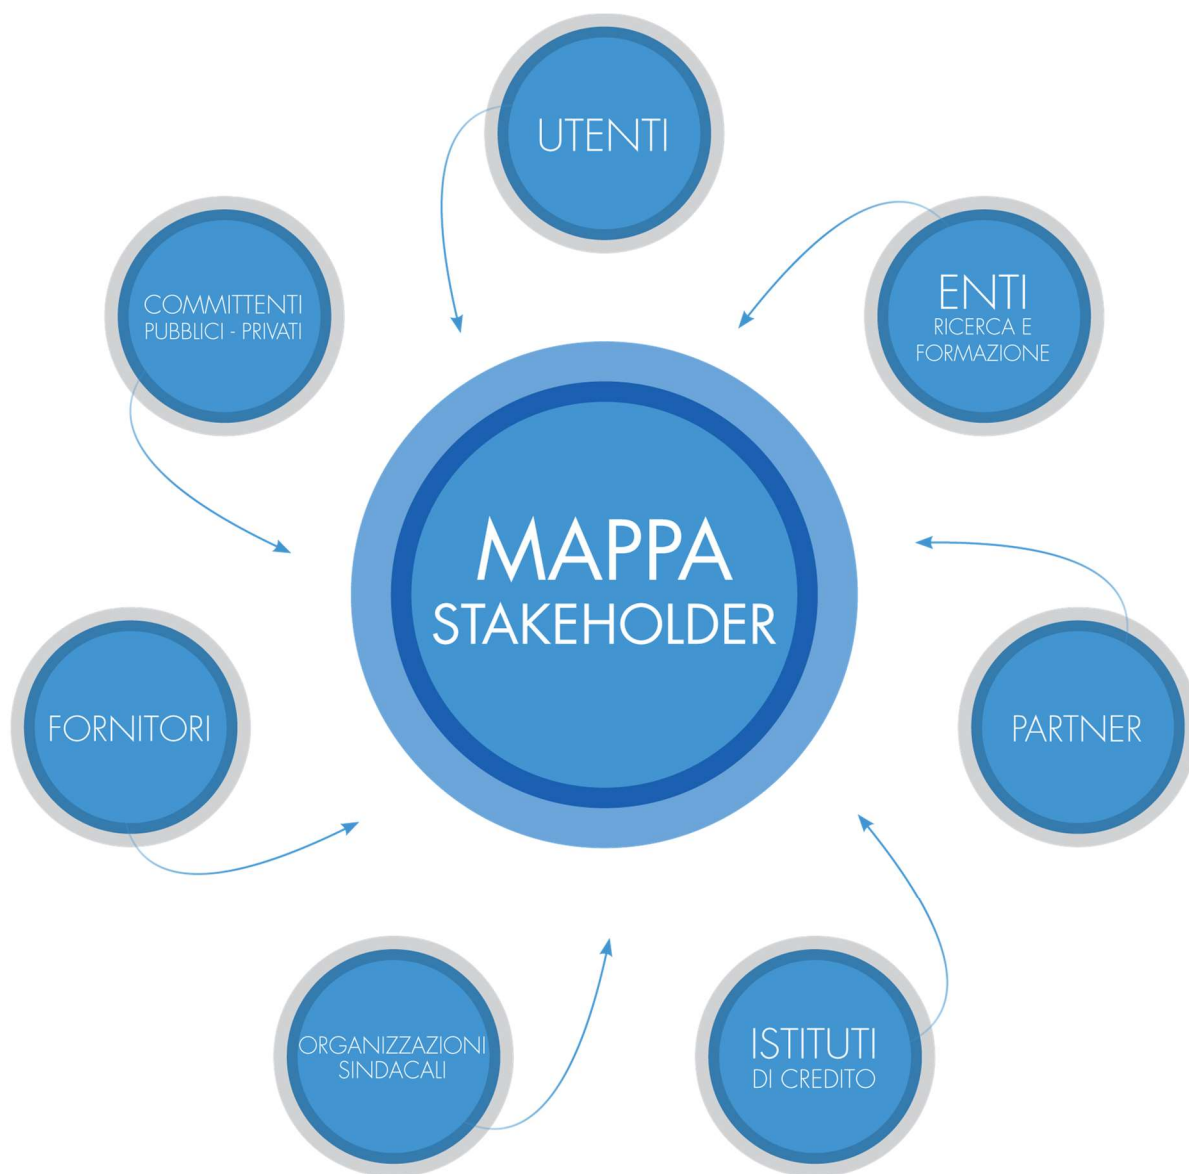 UTENTI
COMMITTENTI
PUBBLICI - PRIVATI
ENTI
RICERCA E
FORMAZIONE
MAPPA
STAKEHOLDER
FORNITORI
PARTNER
ORGANIZZAZIONI
SINDACALI
ISTITUTI
DI CREDITO